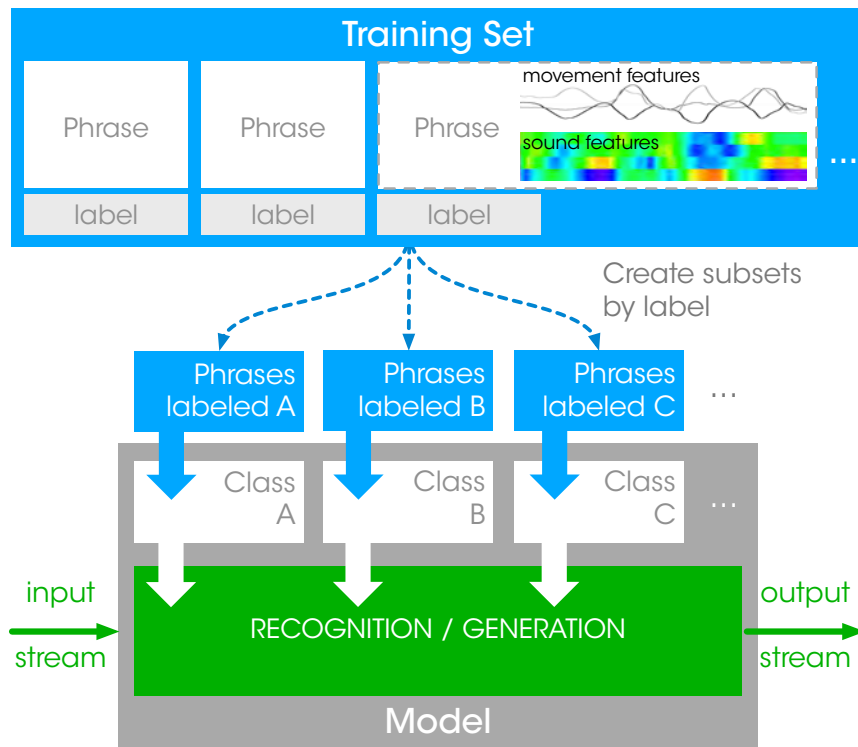 Training Set
Phrase
Phrase
Phrase
movement features
sound features
...
label
label
label
Create subsets
by label
Phrases
labeled A
Phrases
labeled B
Phrases
labeled C
...
Class
A
Class
B
Class
C
...
input
stream
RECOGNITION / GENERATION
output
stream
Model